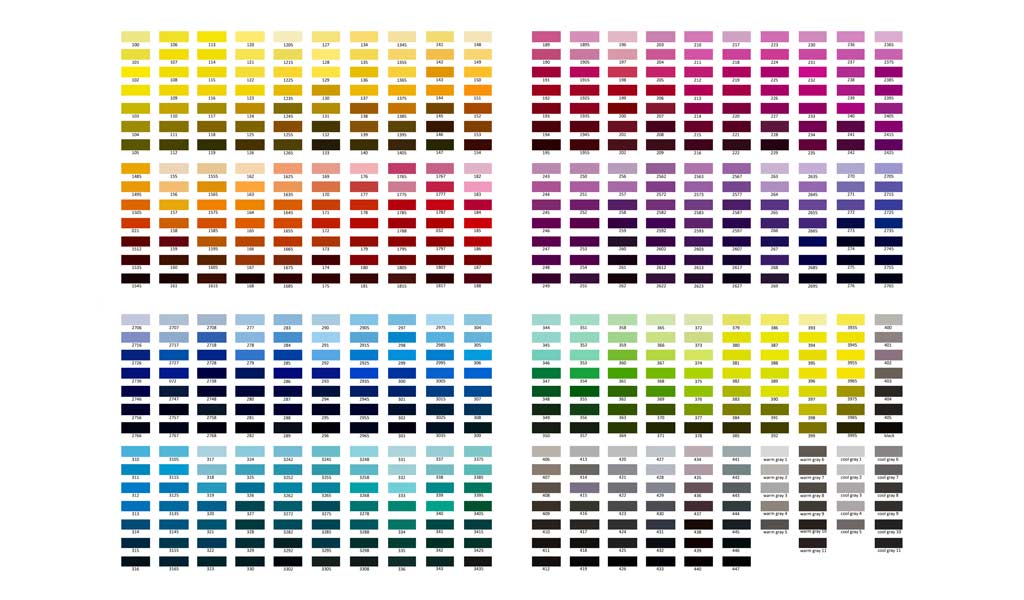 100 106 113 120 1205 127 134 1345 141 148
101 107 114 121 1215 128 135 1355 142 149
102 108 115 122 1225 129 136 1365 143 150
109 116 123 1235 130 137 1375 144 151
103 110 117 124 1245 131 138 1385 145 152
104 111 118 125 1255 132 139 1395 146 153
105 112 119 126 1265 133 140 1405 147 154
1485 155 1555 162 1625 169 176 1765 1767 182
1495 156 1565 163 1635 170 177 1775 1777 183
1505 157 1575 164 1645 171 178 1785 1787 184
021 158 1585 165 1655 172 1788 032 185
1595 166 1665 173 179 1795 1797 186
1605 167 1675 174 180 1805 1807 187
1545 161 1615 168 1685 175 181 1815 1817 188
189 1895 196 203 210 217 223 230 236 2365
190 1905 197 204 211 218 224 231 237 2375
191 1915 198 205 212 219 225 232 238 2385
192 1925 199 206 213 226 239 2395
193 1935 200 207 214 220 227 233 240 2405
194 1945 201 208 215 221 228 234 241 2415
195 1955 202 209 216 222 229 235 242 2425
243 250 256 2562 2563 263 2635 270 2705
244 251 257 2572 2573 2567 264 2645 271 2715
245 252 258 2582 2583 2587 265 2655 272 2725
246 253 259 2592 2593 2597 266 2665 273 2735
247 260 2602 2603 2607 267 274 2745
248 254 261 2612 2613 2617 268 2685 275 2755
249 255 262 2622 2623 2627 269 2695 276 2765
2706 2707 2708 277 283 290 2905 297 2975 304
2716 2717 2718 278 284 291 2915 298 2985 305
2726 2727 2728 279 285 292 2925 299 2995 306
2736 072 2738 286 293 2935 300 3005
2746 2747 2748 280 287 294 2945 301 3015 307
2756 2757 2758 281 288 295 2955 302 3025 308
2766 2767 2768 282 289 296 2965 303 3035 309
310 3105 317 324 3242 3245 3248 331 337 3375
311 3115 318 325 3252 3255 3258 332 338 3385
312 3125 319 326 3262 3265 3268 333 339 3395
313 3135 320 327 3272 3275 3278 340 3405
314 3145 321 328 3282 3285 3288 334 341 3415
315 3155 322 329 3292 3295 3298 335 342 3425
316 3165 323 330 3302 3305 3308 336 343 3435
344 351 358 365 372 379 386 393 3935 400
345 352 359 366 373 380 387 394 3945 401
346 353 360 367 374 381 388 395 3955 402
347 354 361 368 375 382 389 396 3965 403
348 355 362 369 376 383 390 397 3975 404
349 356 363 370 377 384 391 398 3985 405
350 357 364 371 378 385 392 399 3995 black
406 413 420 427 434 441 warm gray 1 warm gray 6 cool gray 1 cool gray 6
407 414 421 428 435 442 warm gray 2 warm gray 7 cool gray 2 cool gray 7
408 415 422 429 436 443 warm gray 3 warm gray 8 cool gray 3 cool gray 8
409 416 423 430 437 444 warm gray 4 warm gray 9 cool gray 4 cool gray 9
410 417 424 431 438 445 warm gray 5 warm gray 10 cool gray 5 cool gray 10
411 418 425 432 439 446 warm gray 11 cool gray 11
412 419 426 433 440 447